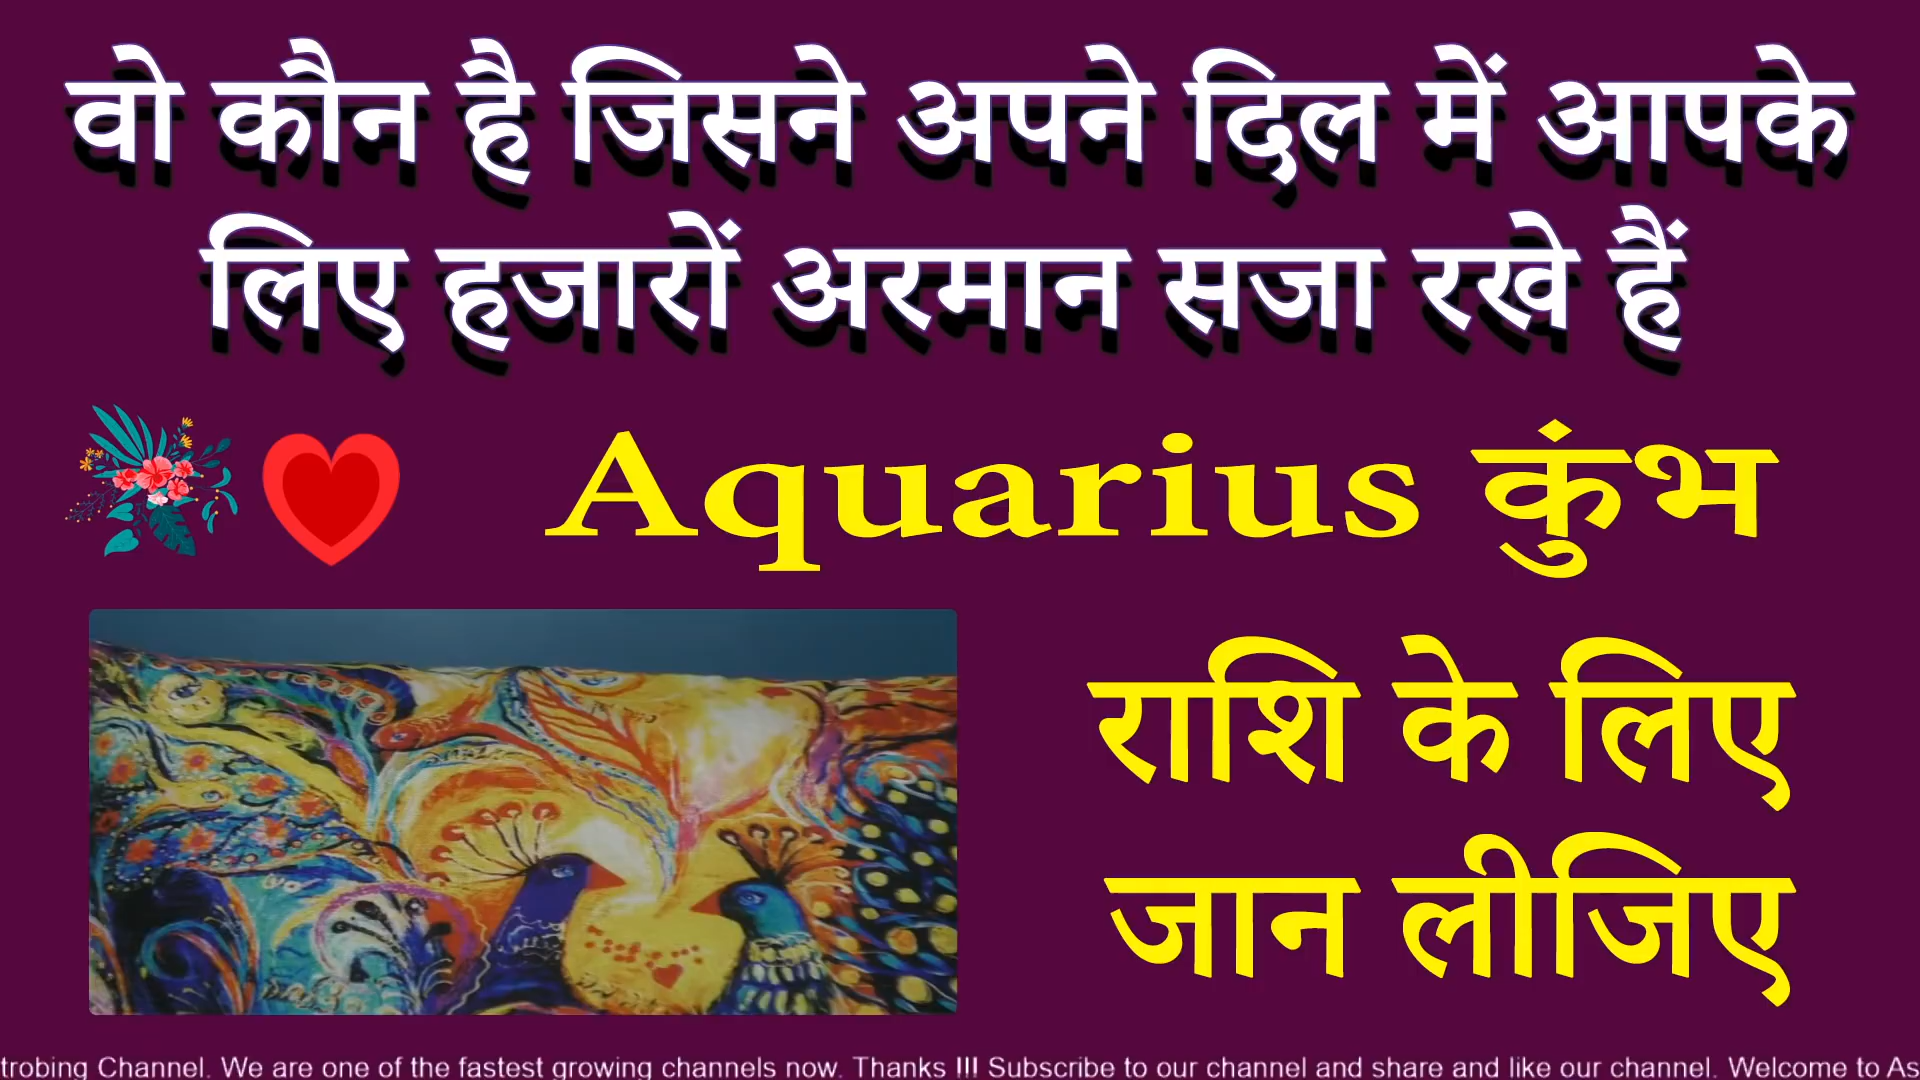 वो कौन है जिसने अपने दिल में आपके
लिए हजारों अरमान सजा रखे हैं
Aquarius कुंभ
राशि के लिए
जान लीजिए
trobing Channel. We are one of the fastest growing channels now. Thanks !!! Subscribe to our channel and share and like our channel. Welcome to As